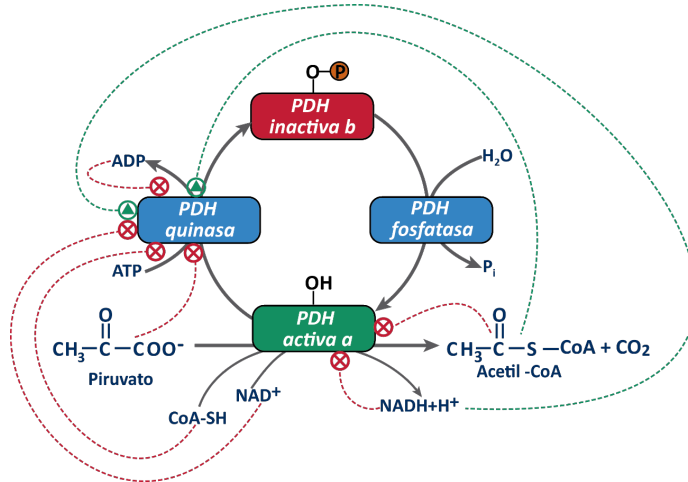 O
P
PDH
inactiva b
ADP
H₂O
PDH
quinasa
PDH
fosfatasa
ATP
Pᵢ
OH
PDH
activa a
O
CH₃ C COO⁻
Piruvato
O
CH₃ C S CoA + CO₂
Acetil -CoA
CoA-SH
NAD⁺
NADH+H⁺